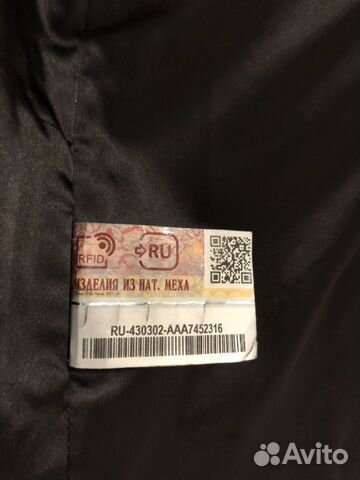 RFID
RU
ИЗДЕЛИЯ ИЗ НАТ. МЕХА
RU-430302-AAA7452316
Avito